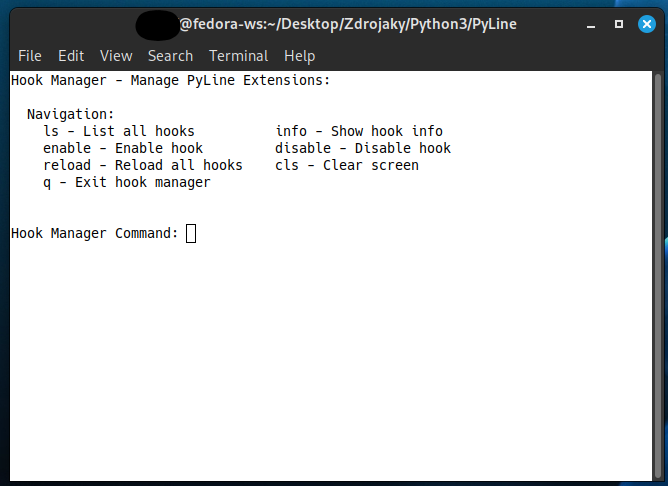 @fedora-ws:~/Desktop/Zdrojaky/Python3/PyLine
File Edit View Search Terminal Help
Hook Manager - Manage PyLine Extensions:
Navigation:
ls - List all hooks info - Show hook info
enable - Enable hook disable - Disable hook
reload - Reload all hooks cls - Clear screen
q - Exit hook manager
Hook Manager Command: